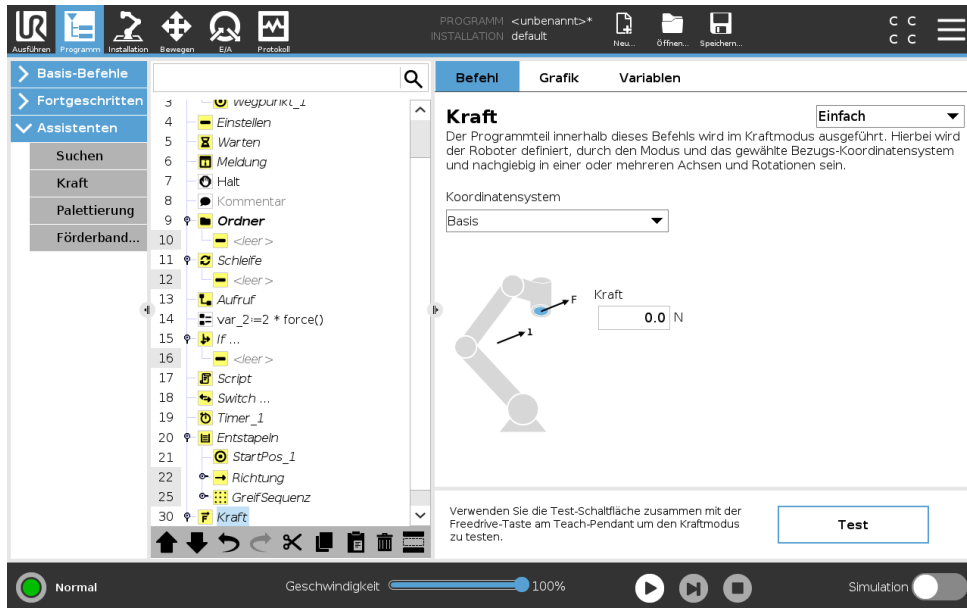 PROGRAMM <unbenannt>*
INSTALLATION default
Ausführen Programm Installation Bewegen E/A Protokoll Neu... Öffnen... Speichern...
C C
C C
Basis-Befehle
Fortgeschritten
Assistenten
Suchen
Kraft
Palettierung
Förderband...
3 Wegpunkt_1
4 Einstellen
5 Warten
6 Meldung
7 Halt
8 Kommentar
9 Ordner
10 <leer>
11 Schleife
12 <leer>
13 Aufruf
14 var_2:=2 * force()
15 If ...
16 <leer>
17 Script
18 Switch ...
19 Timer_1
20 Entstapeln
21 StartPos_1
22 Richtung
25 GreifSequenz
30 Kraft
Befehl Grafik Variablen
Kraft
Einfach
Der Programmteil innerhalb dieses Befehls wird im Kraftmodus ausgeführt. Hierbei wird
der Roboter definiert, durch den Modus und das gewählte Bezugs-Koordinatensystem
und nachgiebig in einer oder mehreren Achsen und Rotationen sein.
Koordinatensystem
Basis
F
1
Kraft
0.0 N
Verwenden Sie die Test-Schaltfläche zusammen mit der
Freedrive-Taste am Teach-Pendant um den Kraftmodus
zu testen.
Test
Normal
Geschwindigkeit 100%
Simulation